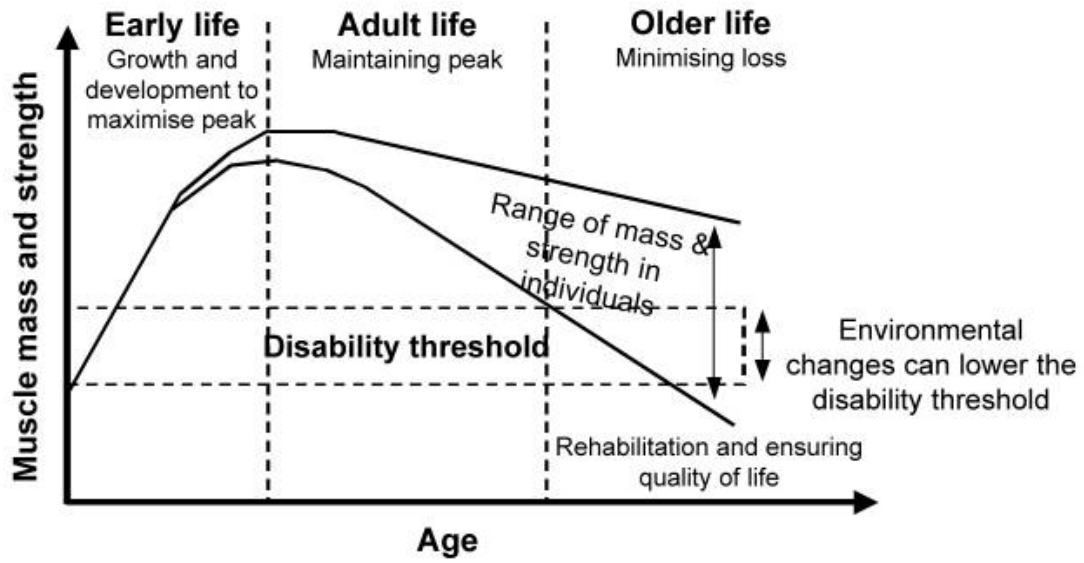 Early life
Growth and
development to
maximise peak
Adult life
Maintaining peak
Older life
Minimising loss
Muscle mass and strength
Range of mass &
strength in
individuals
Disability threshold
Environmental
changes can lower the
disability threshold
Rehabilitation and ensuring
quality of life
Age